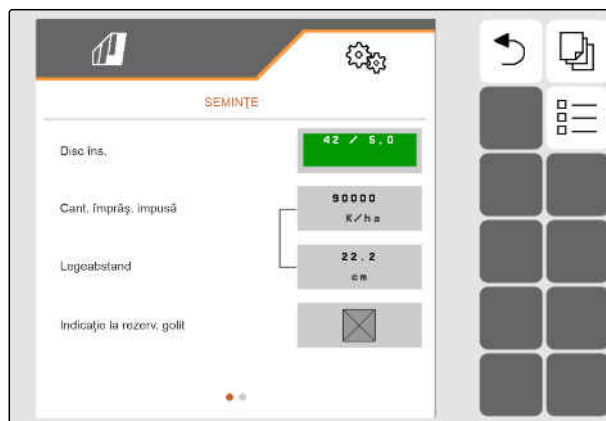 SEMINȚE
Disc îns.
42 / 5,0
Cant. împrăș. impusă
90000
K/ha
Legeabstand
22.2
cm
Indicație la rezerv. golit